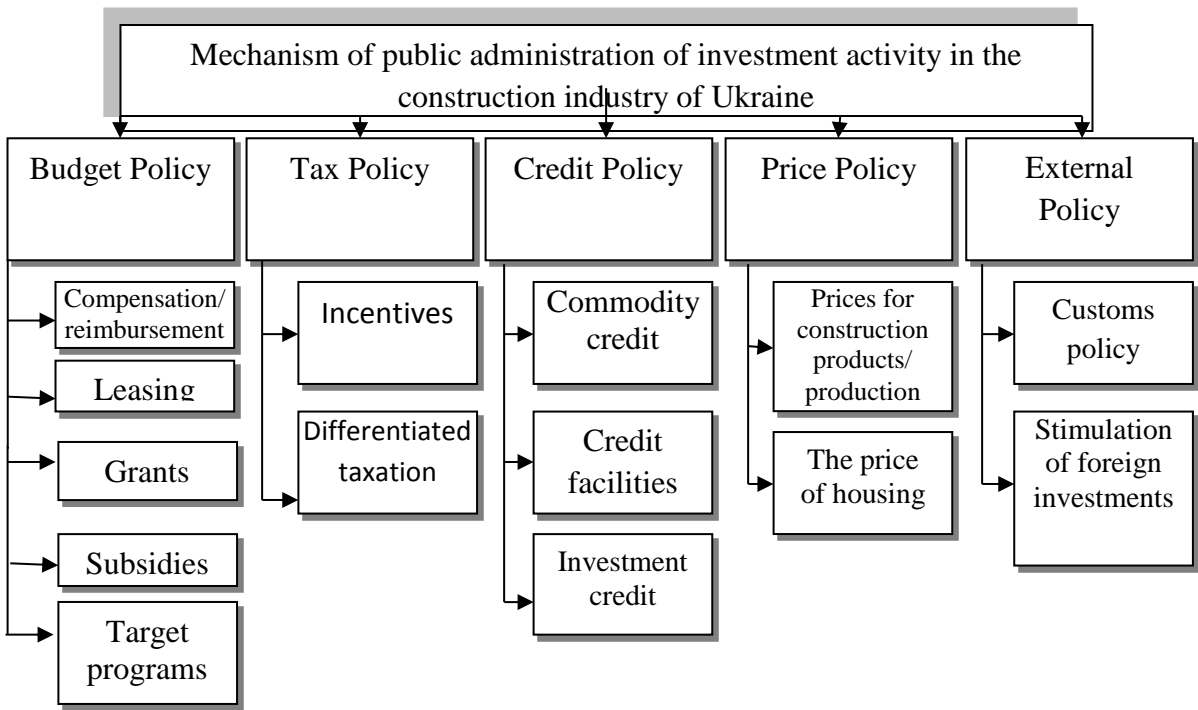 Mechanism of public administration of investment activity in the
construction industry of Ukraine
Budget Policy
Tax Policy
Credit Policy
Price Policy
External
Policy
Compensation/
reimbursement
Leasing
Grants
Subsidies
Target
programs
Incentives
Differentiated
taxation
Commodity
credit
Credit
facilities
Investment
credit
Prices for
construction
products/
production
The price
of housing
Customs
policy
Stimulation
of foreign
investments